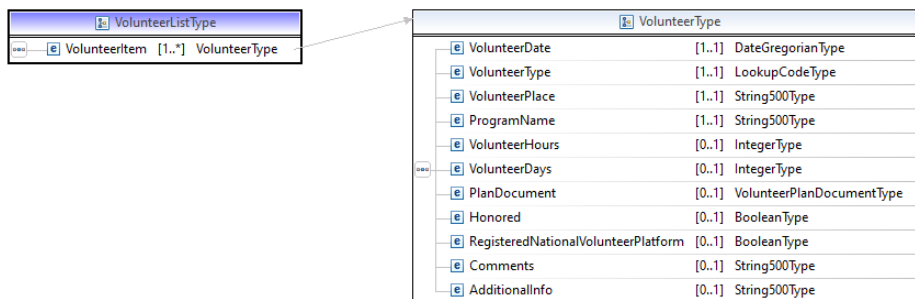 VolunteerListType
VolunteerItem [1..*] VolunteerType
VolunteerType
VolunteerDate [1..1] DateGregorianType
VolunteerType [1..1] LookupCodeType
VolunteerPlace [1..1] String500Type
ProgramName [1..1] String500Type
VolunteerHours [0..1] IntegerType
VolunteerDays [0..1] IntegerType
PlanDocument [0..1] VolunteerPlanDocumentType
Honored [0..1] BooleanType
RegisteredNationalVolunteerPlatform [0..1] BooleanType
Comments [0..1] String500Type
AdditionalInfo [0..1] String500Type